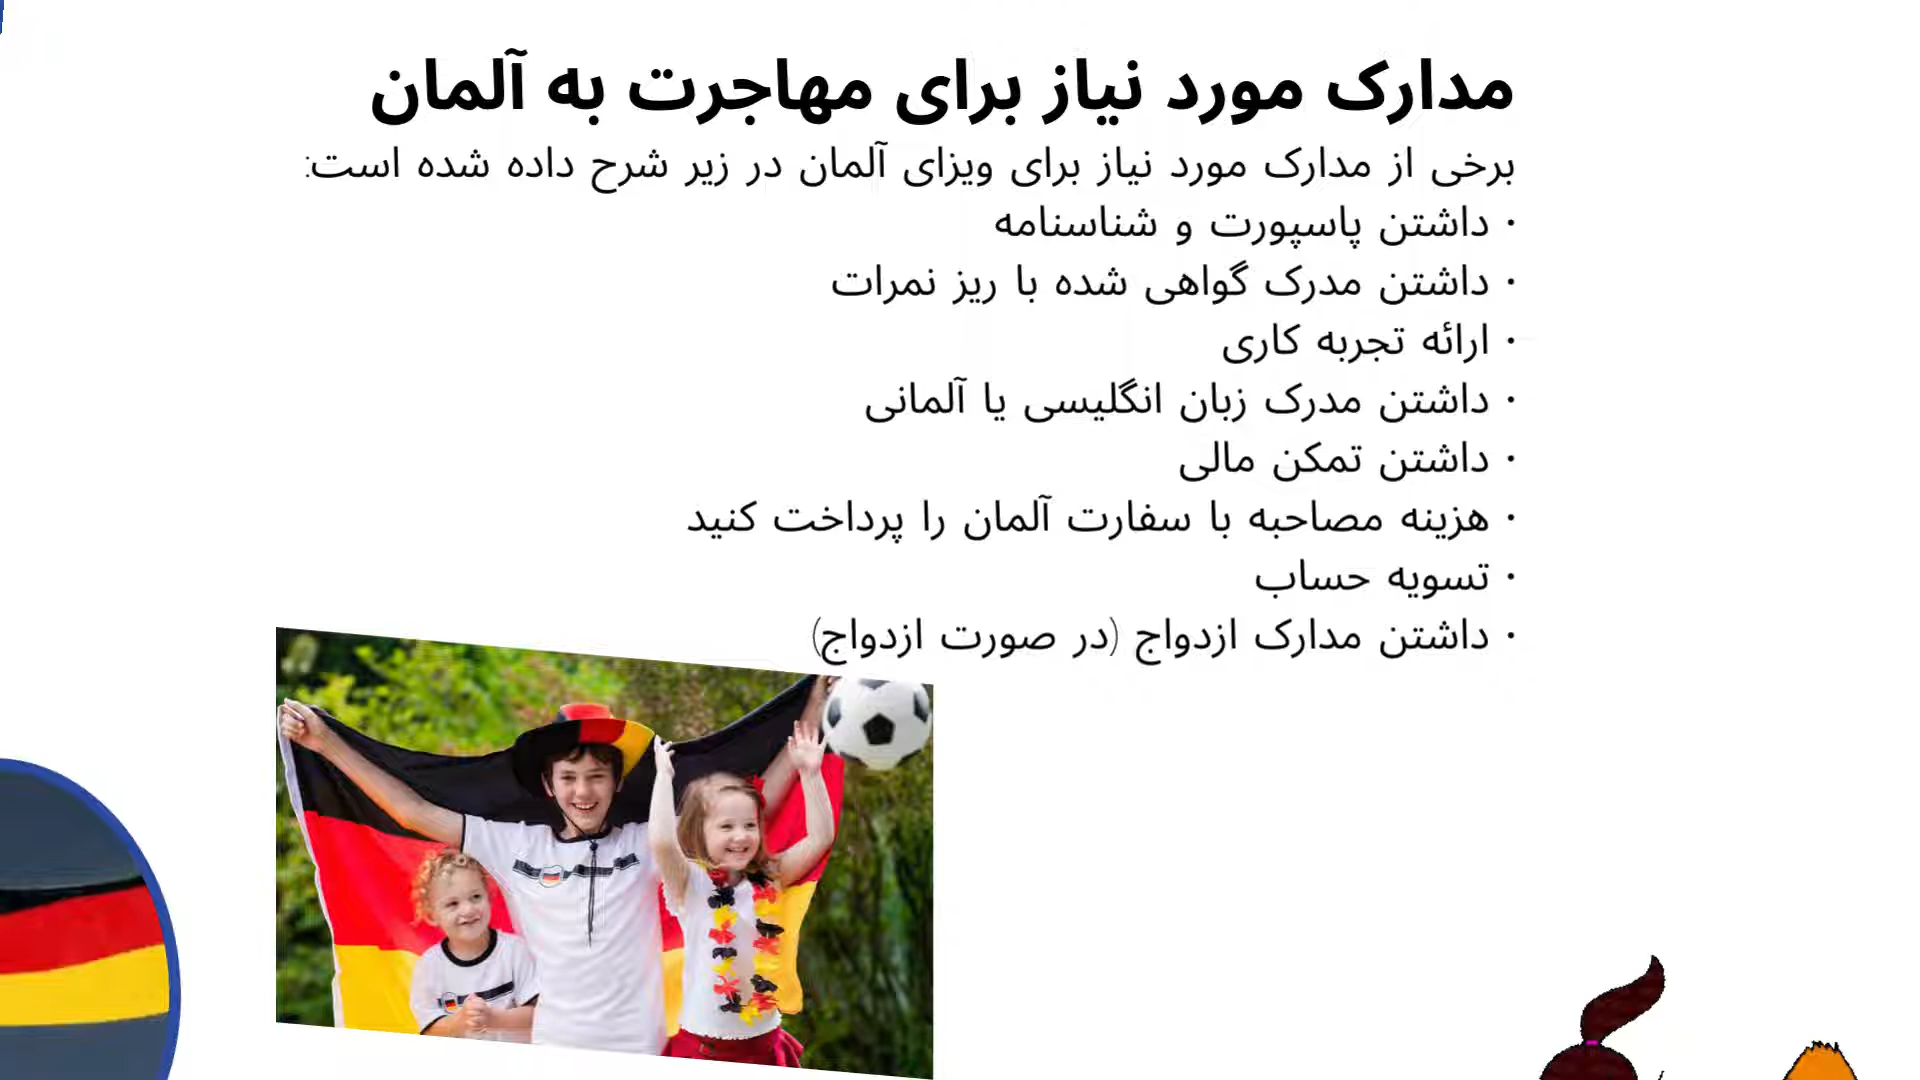 مدارک مورد نیاز برای مهاجرت به آلمان
برخی از مدارک مورد نیاز برای ویزای آلمان در زیر شرح داده شده است:
• داشتن پاسپورت و شناسنامه
• داشتن مدرک گواهی شده با ریز نمرات
• ارائه تجربه کاری
• داشتن مدرک زبان انگلیسی یا آلمانی
• داشتن تمکن مالی
• هزینه مصاحبه با سفارت آلمان را پرداخت کنید
• تسویه حساب
• داشتن مدارک ازدواج (در صورت ازدواج)